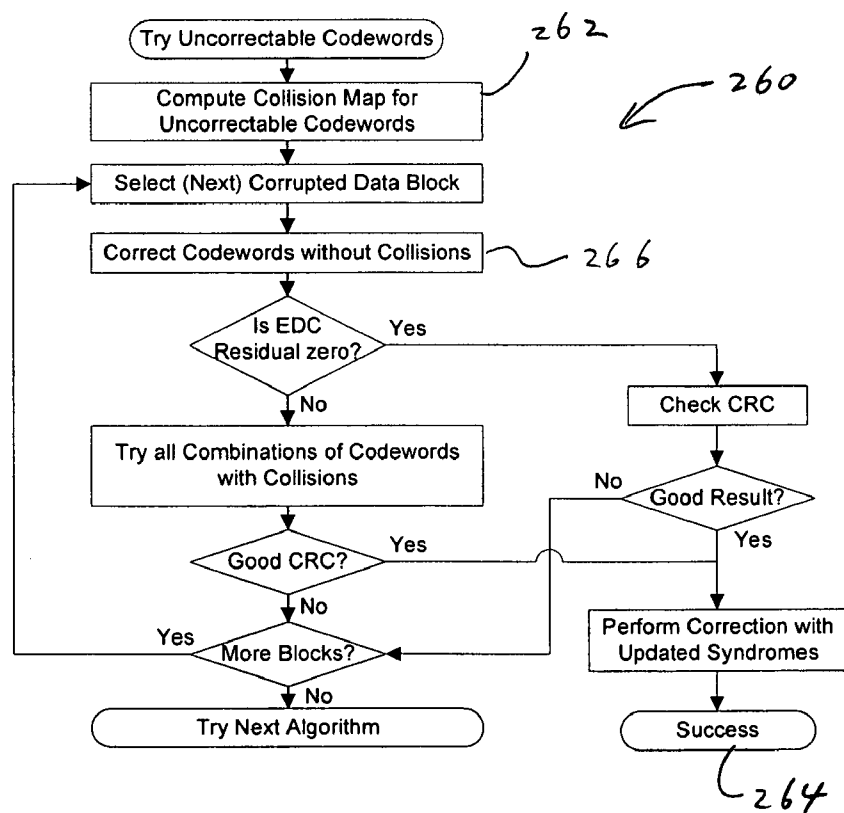 Try Uncorrectable Codewords
262
260
Compute Collision Map for
Uncorrectable Codewords
Select (Next) Corrupted Data Block
Correct Codewords without Collisions
266
Is EDC
Residual zero?
Yes
No
Check CRC
Try all Combinations of Codewords
with Collisions
No
Good Result?
Yes
Good CRC?
Yes
No
Yes
More Blocks?
Perform Correction with
Updated Syndromes
No
Try Next Algorithm
Success
264